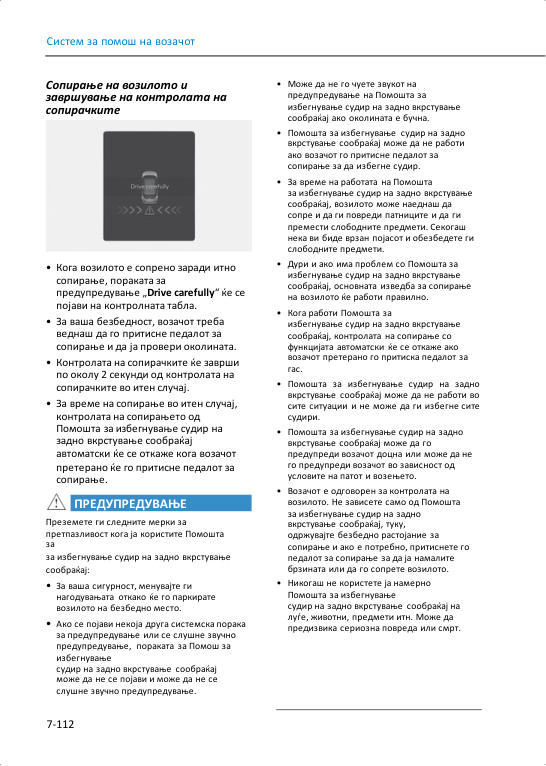 Систем за помош на возачот
Сопирање на возилото и
завршување на контролата на
сопирачките
Drive carefully
• Кога возилото е сопрено заради итно
сопирање, пораката за
предупредување „Drive carefully“ ќе се
појави на контролната табла.
• За ваша безбедност, возачот треба
веднаш да го притисне педалот за
сопирање и да ја провери околината.
• Контролата на сопирачките ќе заврши
по околу 2 секунди од контролата на
сопирачките во итен случај.
• За време на сопирање во итен случај,
контролата на сопирањето од
Помошта за избегнување судир на
задно вкрстување сообраќај
автоматски ќе се откаже кога возачот
претерано ќе го притисне педалот за
сопирање.
ПРЕДУПРЕДУВАЊЕ
Преземете ги следните мерки за
претпазливост кога ја користите Помошта
за
за избегнување судир на задно вкрстување
сообраќај:
• За ваша сигурност, менувајте ги
нагодувањата откако ќе го паркирате
возилото на безбедно место.
• Ако се појави некоја друга системска порака
за предупредување или се слушне звучно
предупредување, пораката за Помош за
избегнување
судир на задно вкрстување сообраќај
може да не се појави и може да не се
слушне звучно предупредување.
• Може да не го чуете звукот на
предупредување на Помошта за
избегнување судир на задно вкрстување
сообраќај ако околината е бучна.
• Помошта за избегнување судир на задно
вкрстување сообраќај може да не работи
ако возачот го притисне педалот за
сопирање за да избегне судир.
• За време на работата на Помошта
за избегнување судир на задно вкрстување
сообраќај, возилото може наеднаш да
сопре и да ги повреди патниците и да ги
премести слободните предмети. Секогаш
нека ви биде врзан појасот и обезбедете ги
слободните предмети.
• Дури и ако има проблем со Помошта за
избегнување судир на задно вкрстување
сообраќај, основната изведба за сопирање
на возилото ќе работи правилно.
• Кога работи Помошта за
избегнување судир на задно вкрстување
сообраќај, контролата на сопирање со
функцијата автоматски ќе се откаже ако
возачот претерано го притиска педалот за
гас.
• Помошта за избегнување судир на задно
вкрстување сообраќај може да не работи во
сите ситуации и не може да ги избегне сите
судири.
• Помошта за избегнување судир на задно
вкрстување сообраќај може да го
предупреди возачот доцна или може да не
го предупреди возачот во зависност од
условите на патот и возењето.
• Возачот е одговорен за контролата на
возилото. Не зависете само од Помошта
за избегнување судир на задно
вкрстување сообраќај, туку,
одржувајте безбедно растојание за
сопирање и ако е потребно, притиснете го
педалот за сопирање за да ја намалите
брзината или да го сопрете возилото.
• Никогаш не користете ја намерно
Помошта за избегнување
судир на задно вкрстување сообраќај на
луѓе, животни, предмети итн. Може да
предизвика сериозна повреда или смрт.
7-112